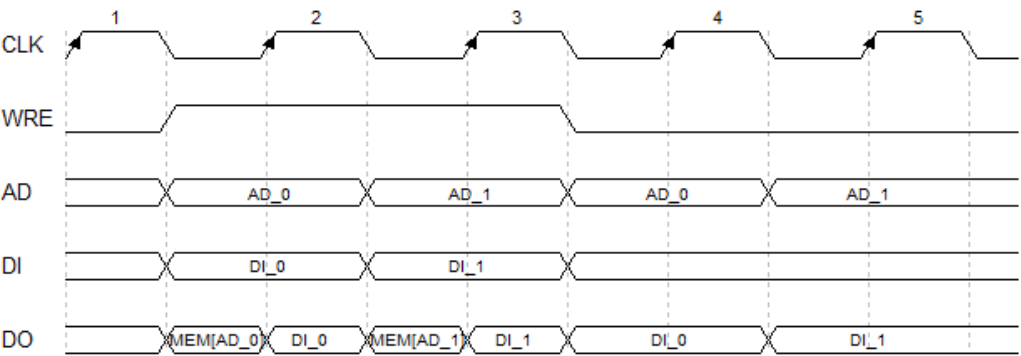 1 2 3 4 5
CLK
WRE
AD AD_0 AD_1 AD_0 AD_1
DI DI_0 DI_1
DO MEM[AD_0] DI_0 MEM[AD_1] DI_1 DI_0 DI_1